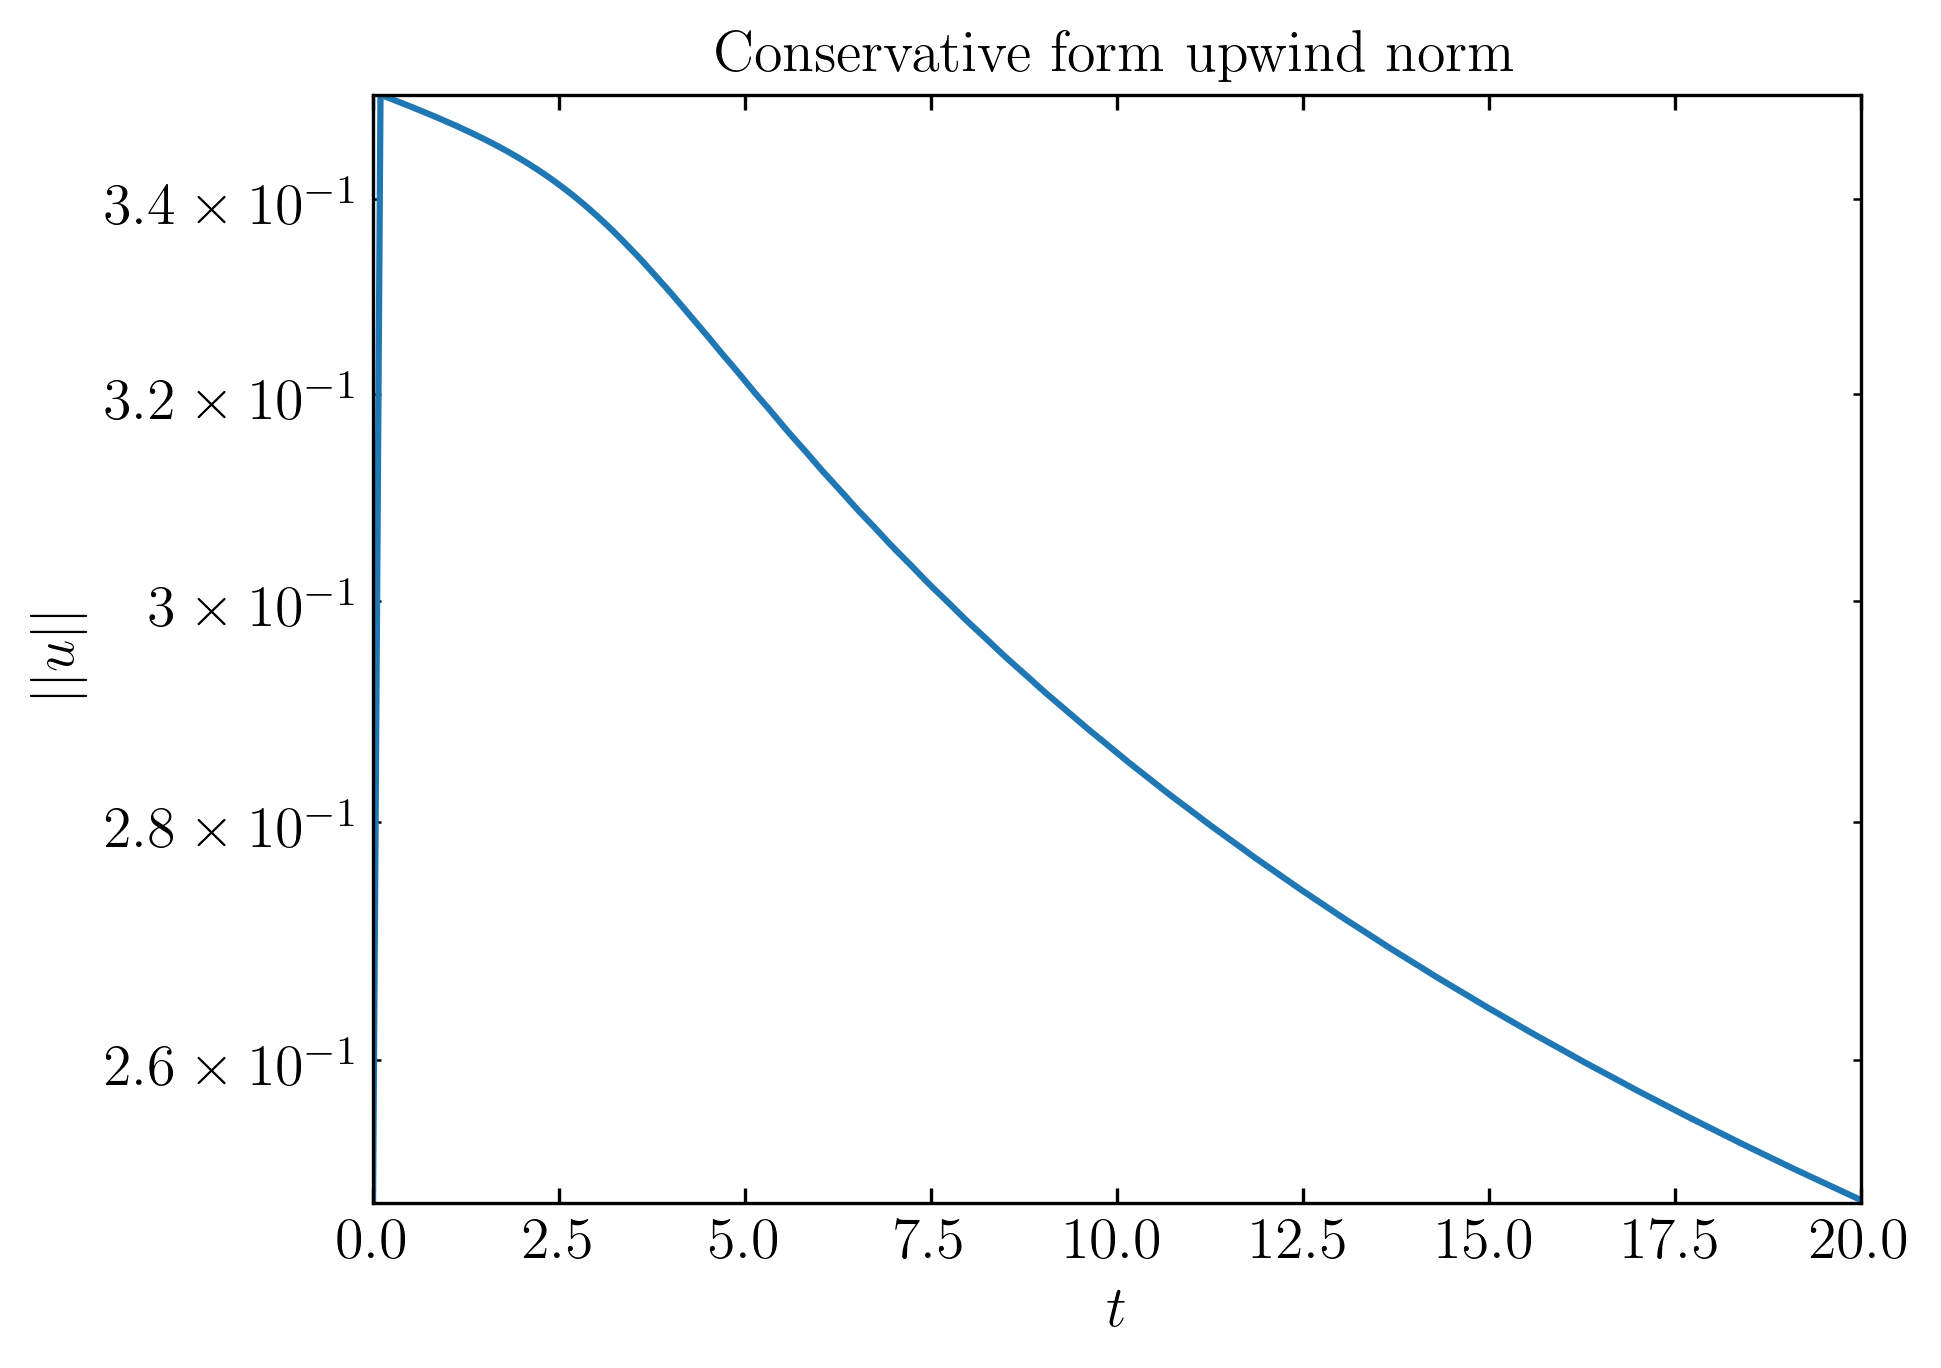 Conservative form upwind norm
||u||
3.4 × 10⁻¹
3.2 × 10⁻¹
3 × 10⁻¹
2.8 × 10⁻¹
2.6 × 10⁻¹
0.0 2.5 5.0 7.5 10.0 12.5 15.0 17.5 20.0
t